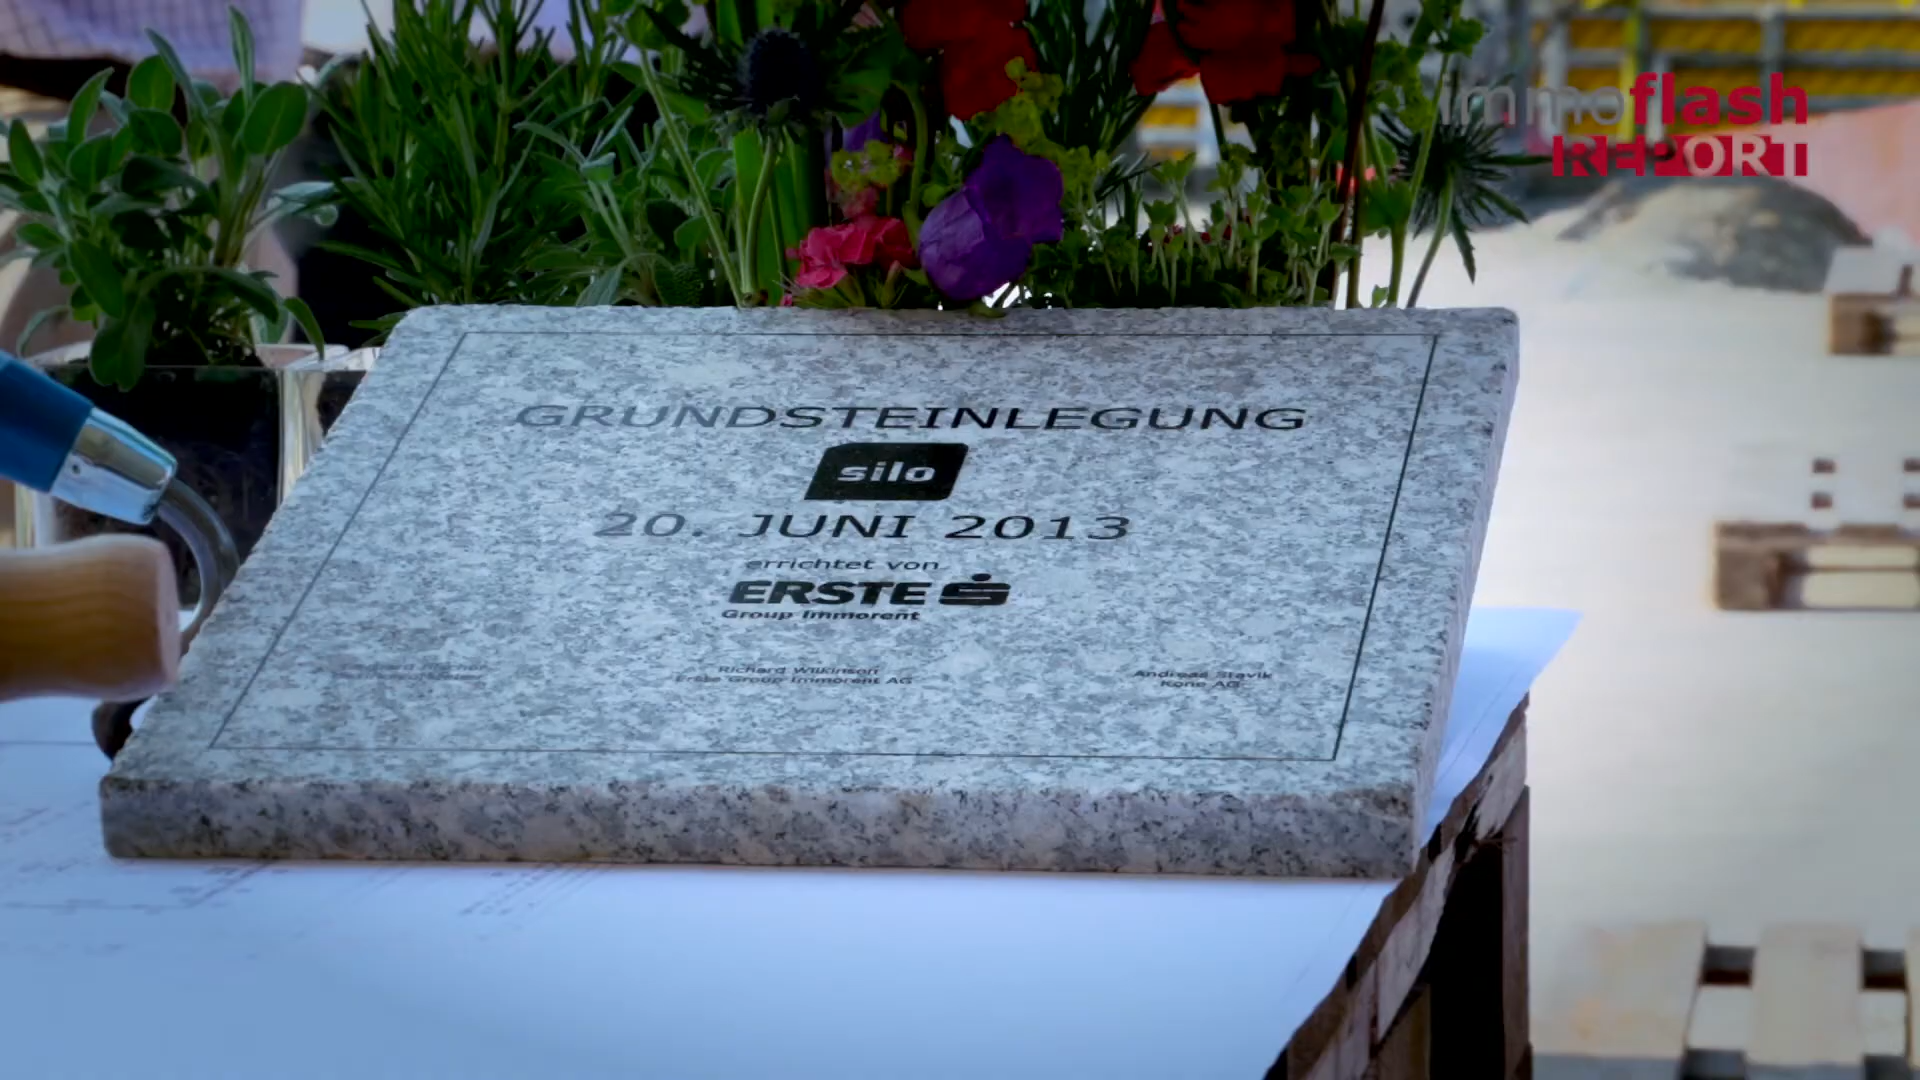 immoflash
REPORT
GRUNDSTEINLEGUNG
silo
20. JUNI 2013
errichtet von
ERSTE
Group Immorent
Richard Wilkinson
Erste Group Immorent AG
Andreas Stavik
Kone AG